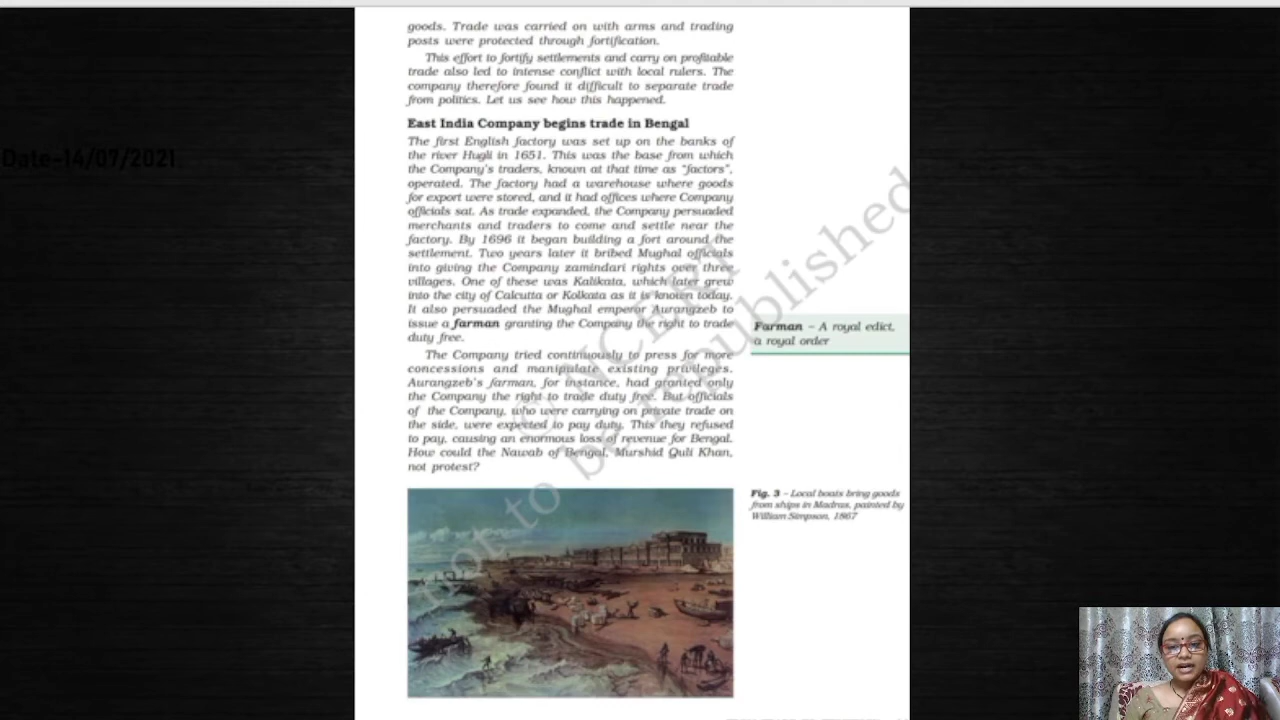 goods. Trade was carried on with arms and trading
posts were protected through fortification.
This effort to fortify settlements and carry on profitable
trade also led to intense conflict with local rulers. The
company therefore found it difficult to separate trade
from politics. Let us see how this happened.
East India Company begins trade in Bengal
The first English factory was set up on the banks of
the river Hugli in 1651. This was the base from which
the Company's traders, known at that time as "factors",
operated. The factory had a warehouse where goods
for export were stored, and it had offices where Company
officials sat. As trade expanded, the Company persuaded
merchants and traders to come and settle near the
factory. By 1696 it began building a fort around the
settlement. Two years later it bribed Mughal officials
into giving the Company zamindari rights over three
villages. One of these was Kalikata, which later grew
into the city of Calcutta or Kolkata as it is known today.
It also persuaded the Mughal emperor Aurangzeb to
issue a farman granting the Company the right to trade
duty free.
The Company tried continuously to press for more
concessions and manipulate existing privileges.
Aurangzeb's farman, for instance, had granted only
the Company the right to trade duty free. But officials
of the Company, who were carrying on private trade on
the side, were expected to pay duty. This they refused
to pay, causing an enormous loss of revenue for Bengal.
How could the Nawab of Bengal, Murshid Quli Khan,
not protest?
Farman – A royal edict,
a royal order
Fig. 3 – Local boats bring goods
from ships in Madras, painted by
William Simpson, 1867
Date-14/07/2021
© NCERT
not to be republished